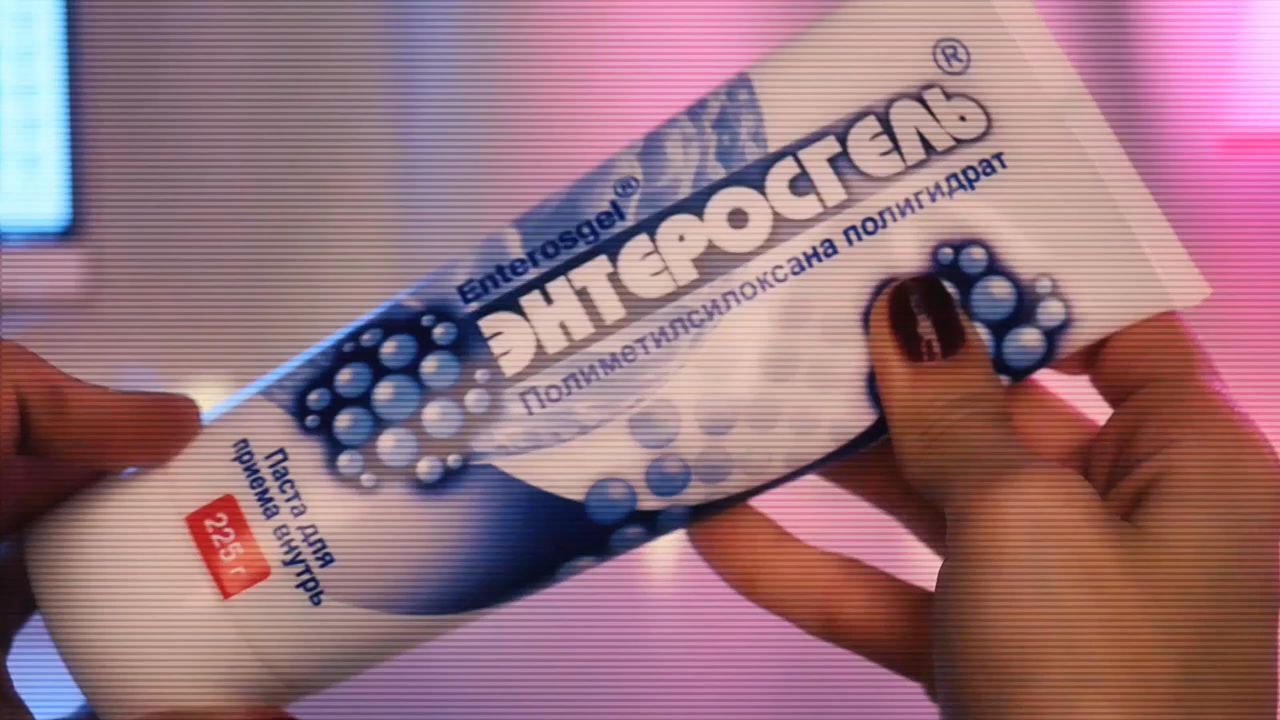 Enterosgel®
ЭНТЕРОСГЕЛЬ®
Полиметилсилоксана полигидрат
Паста для
приема внутрь
225 г